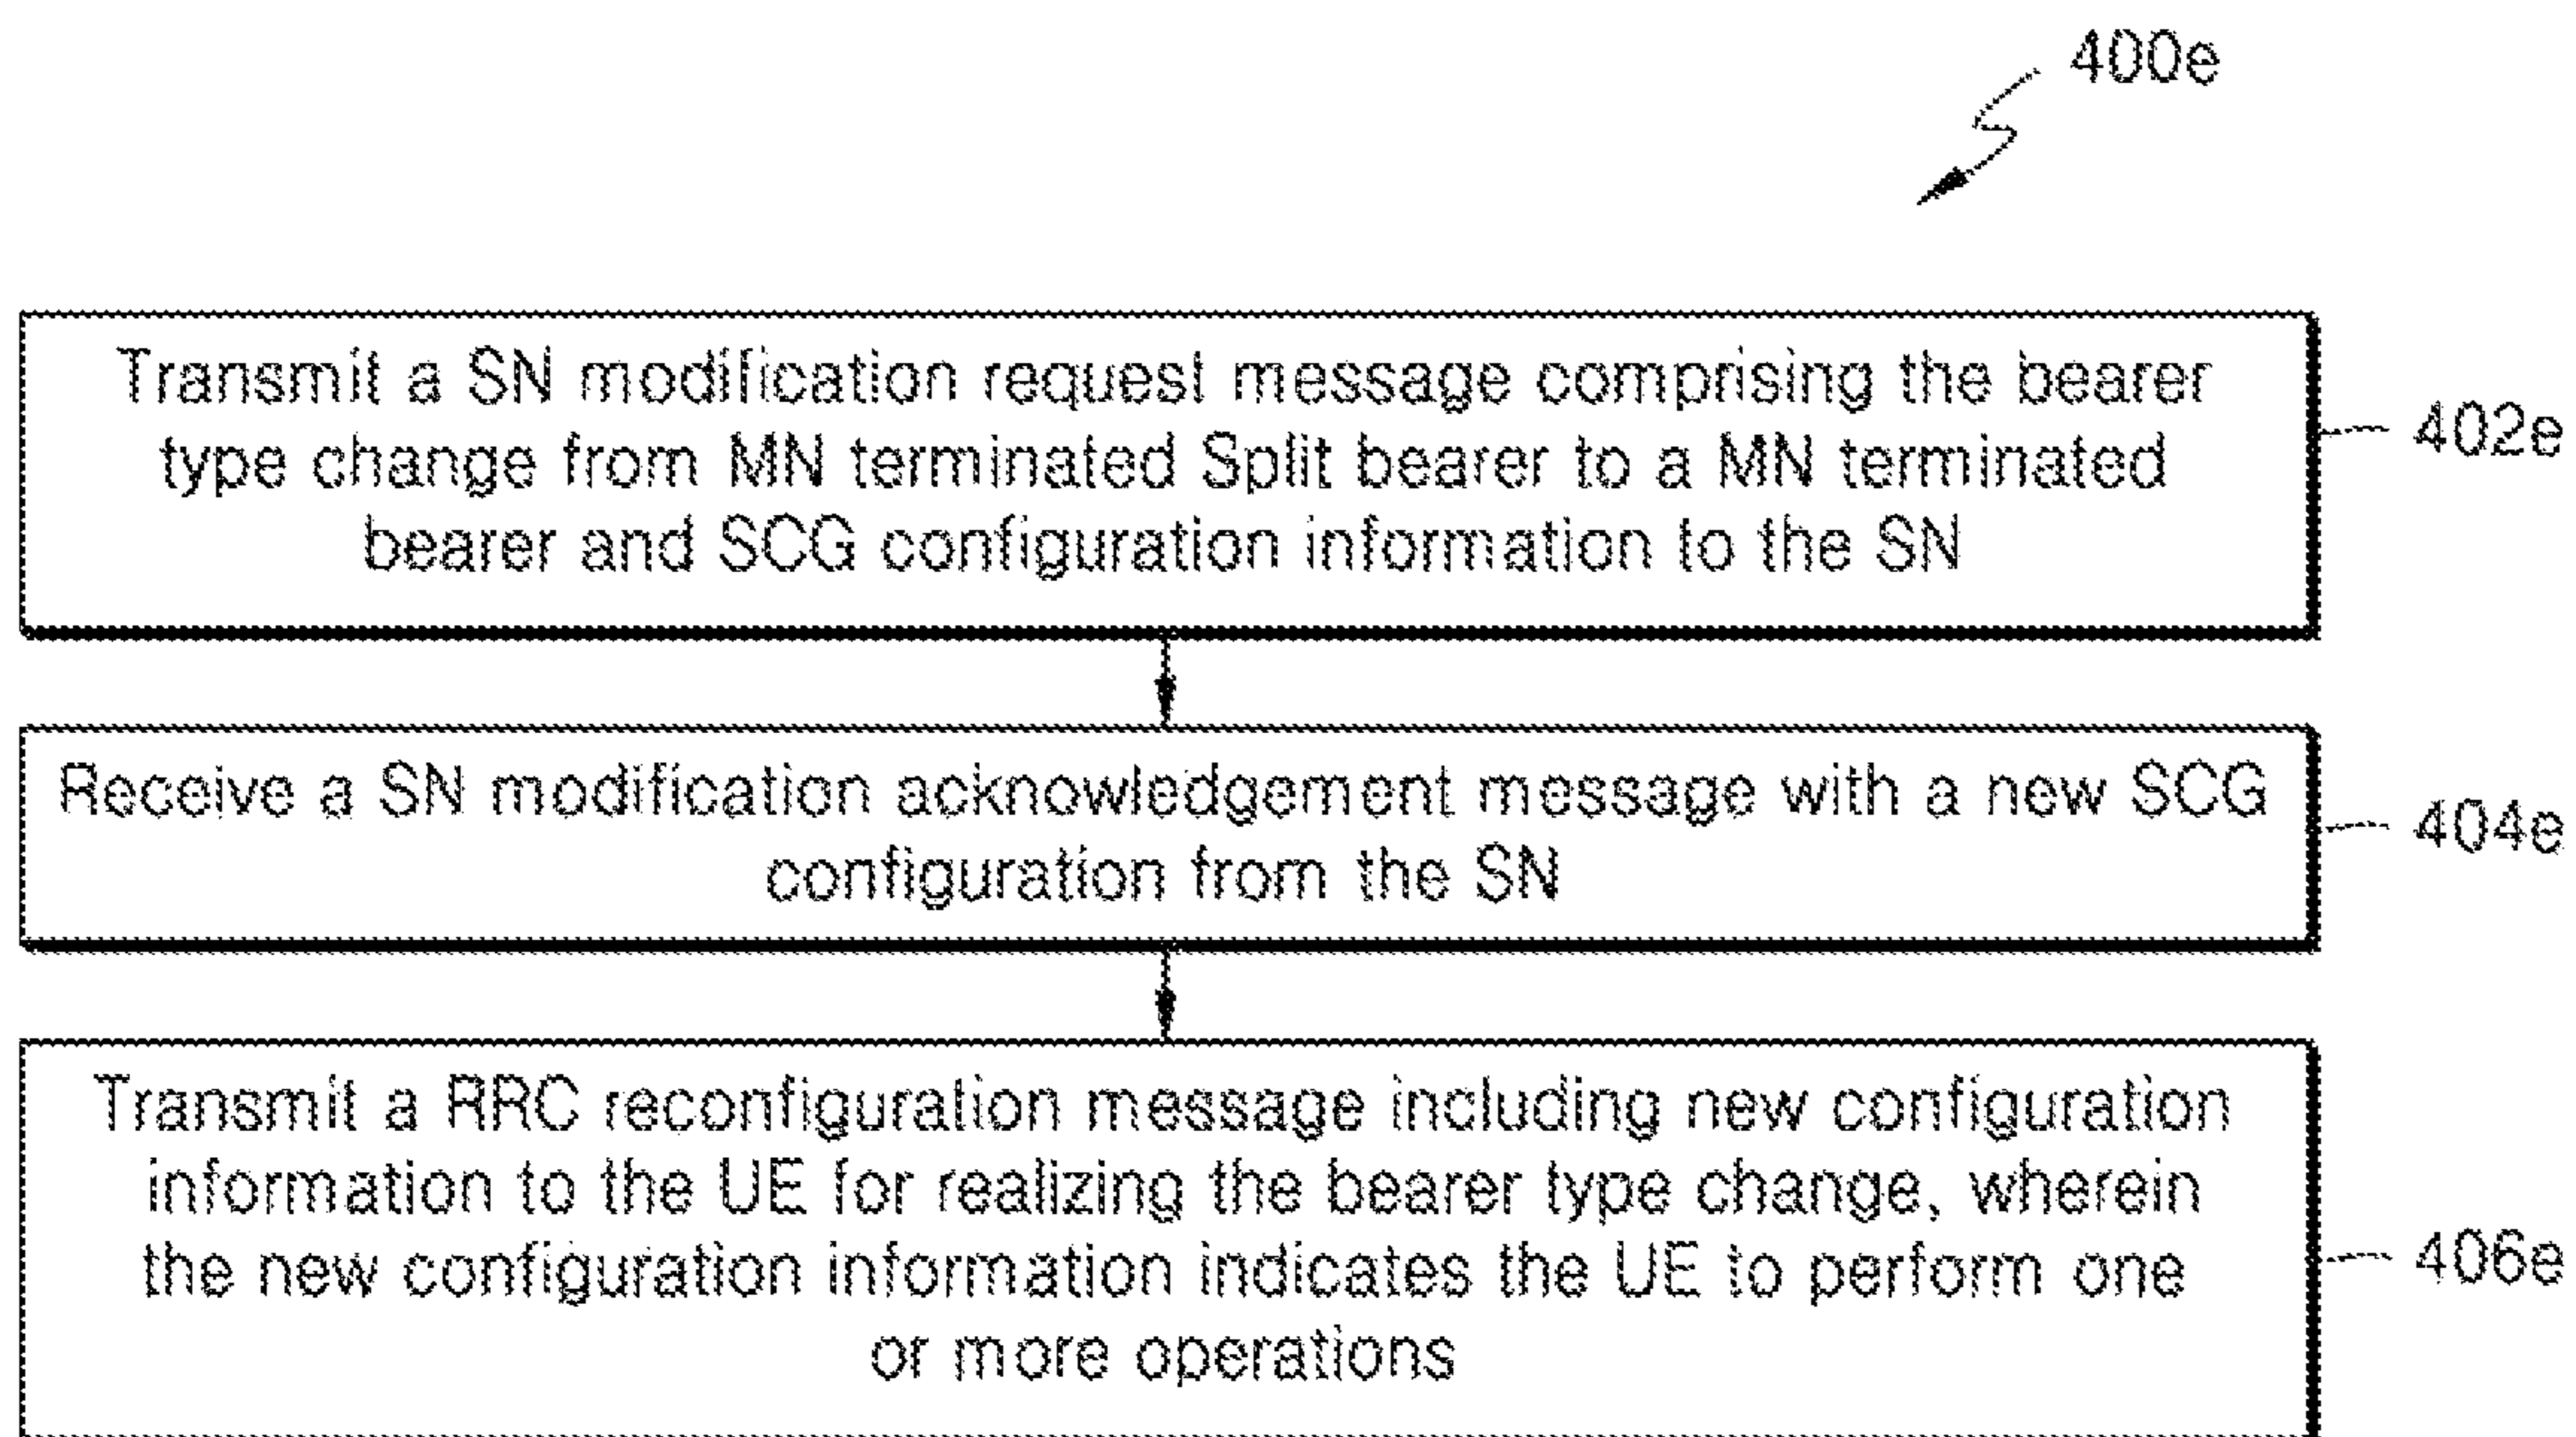 400e
Transmit a SN modification request message comprising the bearer
type change from MN terminated Split bearer to a MN terminated
bearer and SCG configuration information to the SN
402e
Receive a SN modification acknowledgement message with a new SCG
configuration from the SN
404e
Transmit a RRC reconfiguration message including new configuration
information to the UE for realizing the bearer type change, wherein
the new configuration information indicates the UE to perform one
or more operations
406e